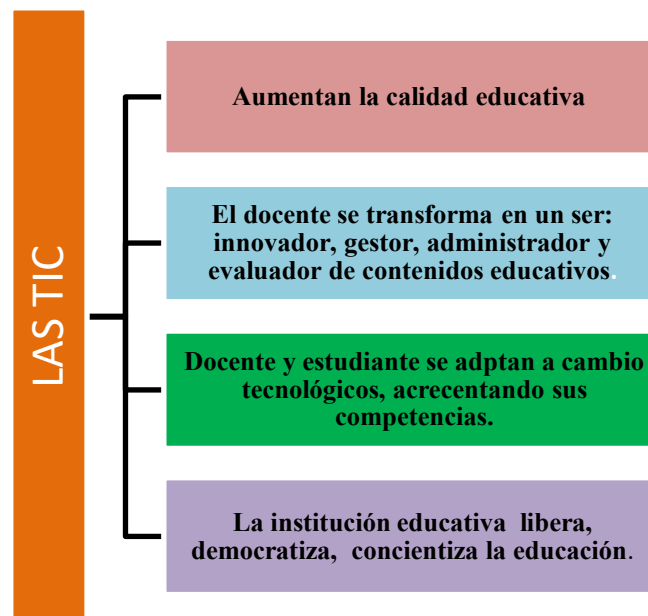 LAS TIC
Aumentan la calidad educativa
El docente se transforma en un ser:
innovador, gestor, administrador y
evaluador de contenidos educativos.
Docente y estudiante se adptan a cambio
tecnológicos, acrecentando sus
competencias.
La institución educativa libera,
democratiza, concientiza la educación.